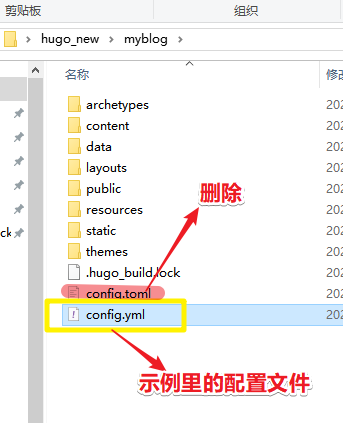 剪贴板
组织
hugo_new
myblog
名称
修改
archetypes
202
content
202
data
202
layouts
202
public
202
resources
202
static
202
themes
202
.hugo_build.lock
202
config.toml
202
config.yml
202
ck
删除
示例里的配置文件